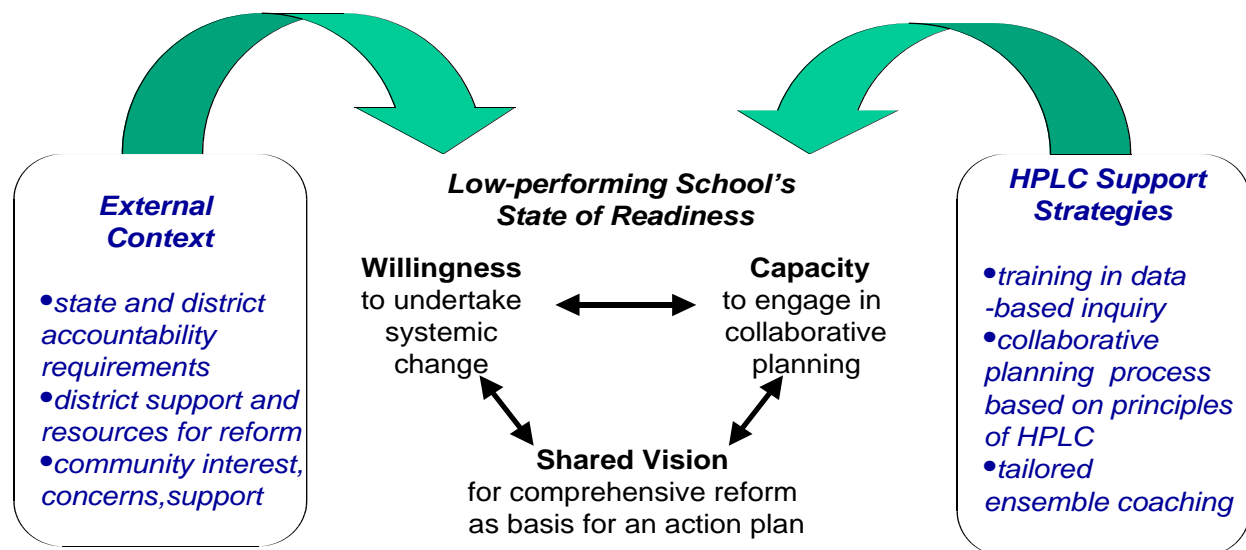 External
Context
•state and district
accountability
requirements
•district support and
resources for reform
•community interest,
concerns,support
Low-performing School's
State of Readiness
Willingness
to undertake
systemic
change
Capacity
to engage in
collaborative
planning
Shared Vision
for comprehensive reform
as basis for an action plan
HPLC Support
Strategies
•training in data
-based inquiry
•collaborative
planning process
based on principles
of HPLC
•tailored
ensemble coaching